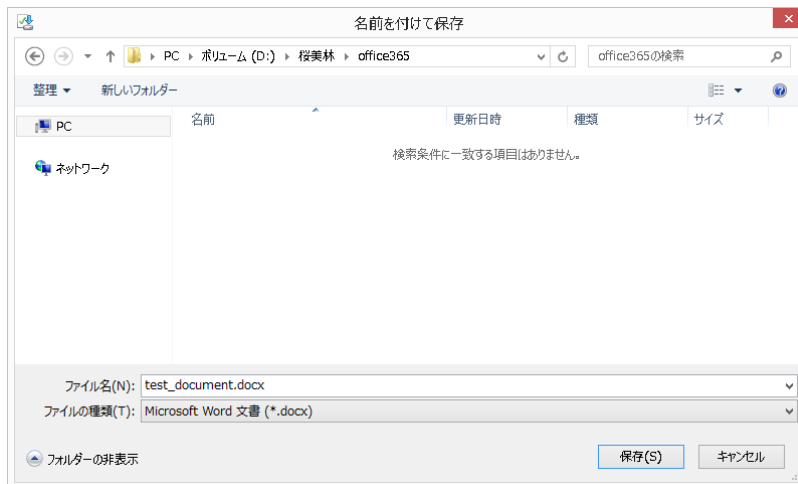 名前を付けて保存
PC ▸ ボリューム (D:) ▸ 桜美林 ▸ office365
office365の検索
整理 新しいフォルダー
PC
ネットワーク
名前 更新日時 種類 サイズ
検索条件に一致する項目はありません。
ファイル名(N): test_document.docx
ファイルの種類(T): Microsoft Word 文書 (*.docx)
フォルダーの非表示
保存(S) キャンセル